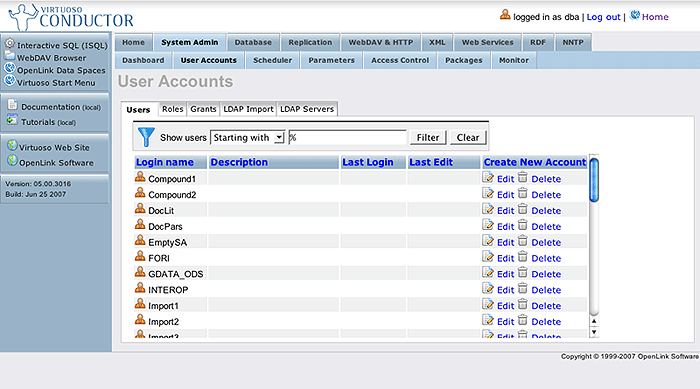 VIRTUOSO
CONDUCTOR
logged in as dba | Log out | Home
Interactive SQL (ISQL)
WebDAV Browser
OpenLink Data Spaces
Virtuoso Start Menu
Documentation (local)
Tutorials (local)
Virtuoso Web Site
OpenLink Software
Version: 05.00.3016
Build: Jun 25 2007
Home System Admin Database Replication WebDAV & HTTP XML Web Services RDF NNTP
Dashboard User Accounts Scheduler Parameters Access Control Packages Monitor
User Accounts
Users Roles Grants LDAP Import LDAP Servers
Show users Starting with % Filter Clear
Login name Description Last Login Last Edit Create New Account
Compound1 Edit Delete
Compound2 Edit Delete
DocLit Edit Delete
DocPars Edit Delete
EmptySA Edit Delete
FORI Edit Delete
GDATA_ODS Edit Delete
INTEROP Edit Delete
Import1 Edit Delete
Import2 Edit Delete
Import3 Edit Delete
Copyright © 1999-2007 OpenLink Software